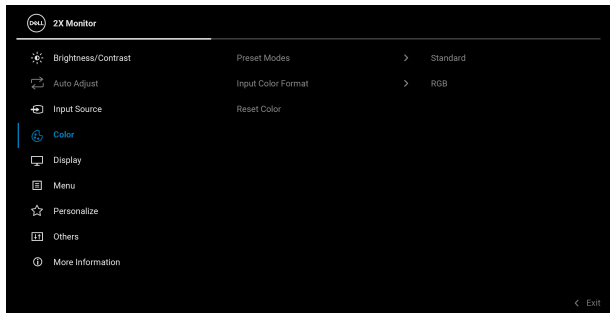 DELL 2X Monitor
Brightness/Contrast Preset Modes > Standard
Auto Adjust Input Color Format > RGB
Input Source Reset Color
Color
Display
Menu
Personalize
Others
More Information
< Exit